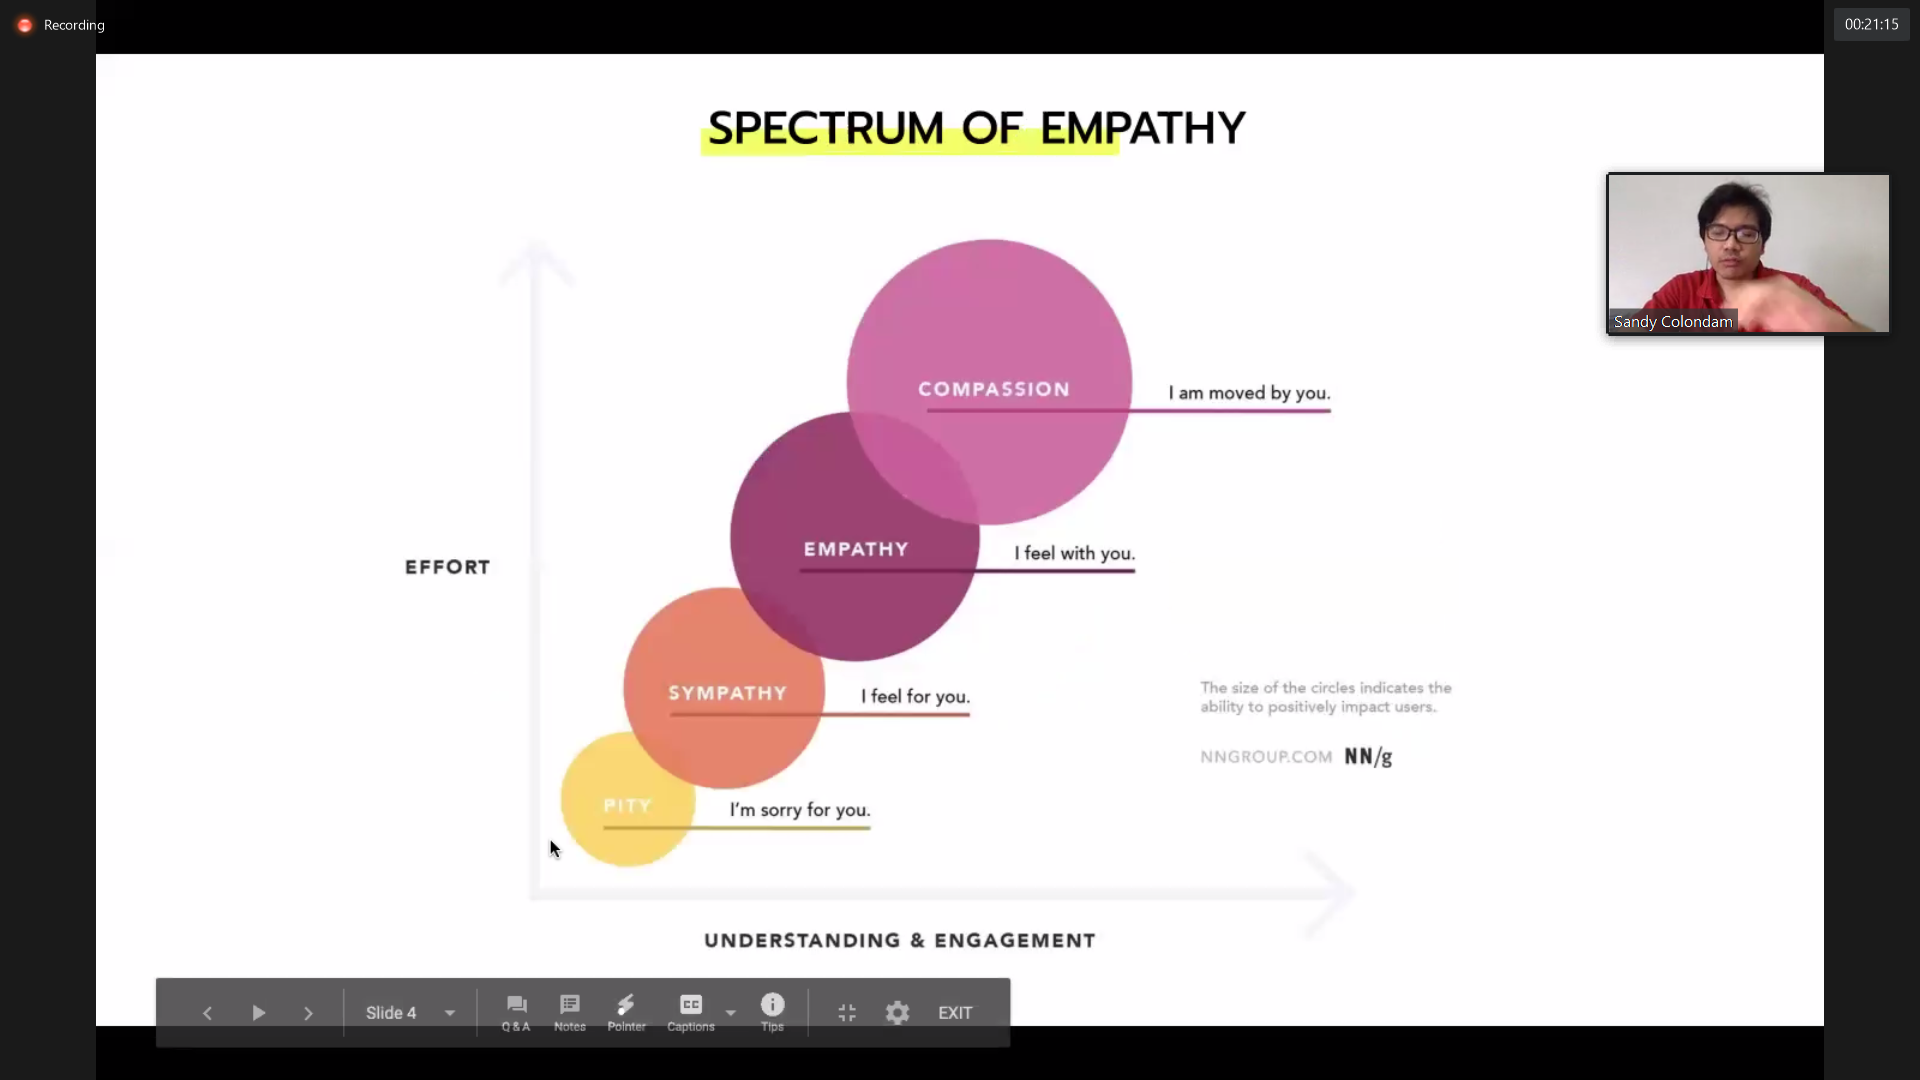 Recording
00:21:15
SPECTRUM OF EMPATHY
Sandy Colondam
COMPASSION
I am moved by you.
EMPATHY
I feel with you.
EFFORT
SYMPATHY
I feel for you.
The size of the circles indicates the
ability to positively impact users.
NNGROUP.COM NN/g
PITY
I'm sorry for you.
UNDERSTANDING & ENGAGEMENT
Slide 4
Q & A
Notes
Pointer
CC
Captions
Tips
EXIT